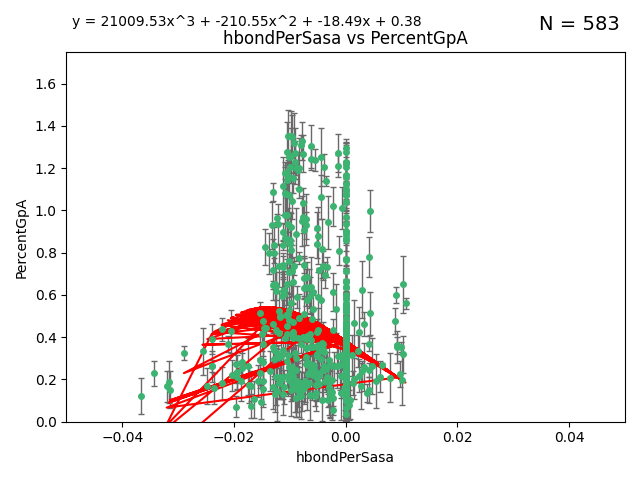 y = 21009.53x^3 + -210.55x^2 + -18.49x + 0.38
N = 583
hbondPerSasa vs PercentGpA
1.6
1.4
1.2
1.0
0.8
0.6
0.4
0.2
0.0
PercentGpA
−0.04
−0.02
0.00
0.02
0.04
hbondPerSasa